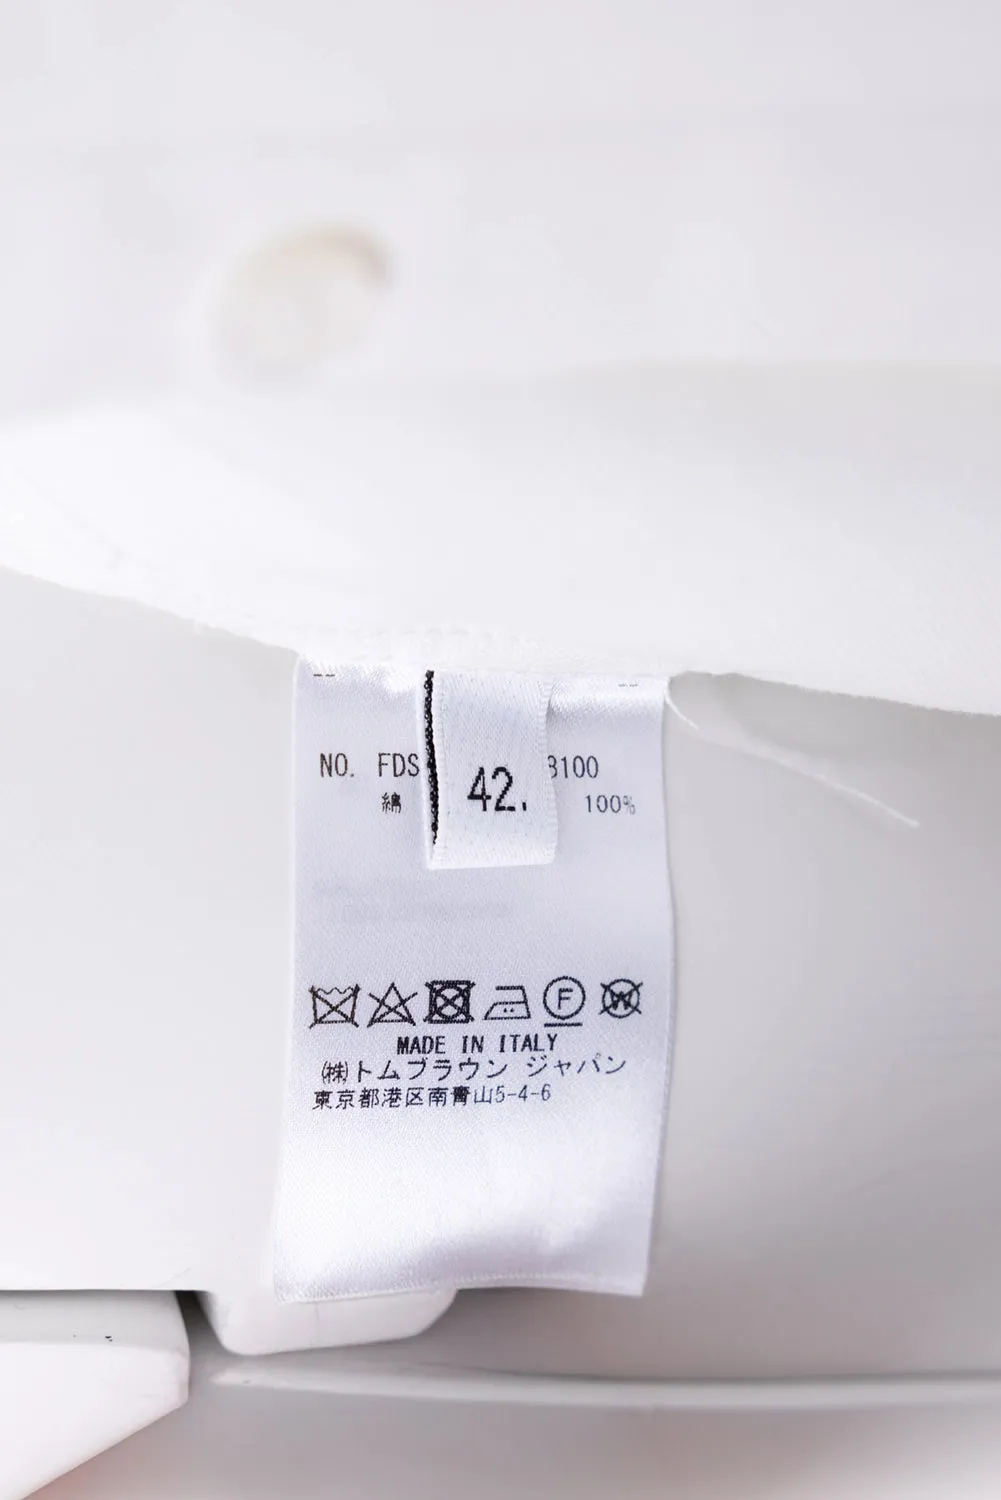 NO. FDS 3100
42.
綿 100%
F
W
MADE IN ITALY
㈱トムブラウン ジャパン
東京都港区南青山5-4-6